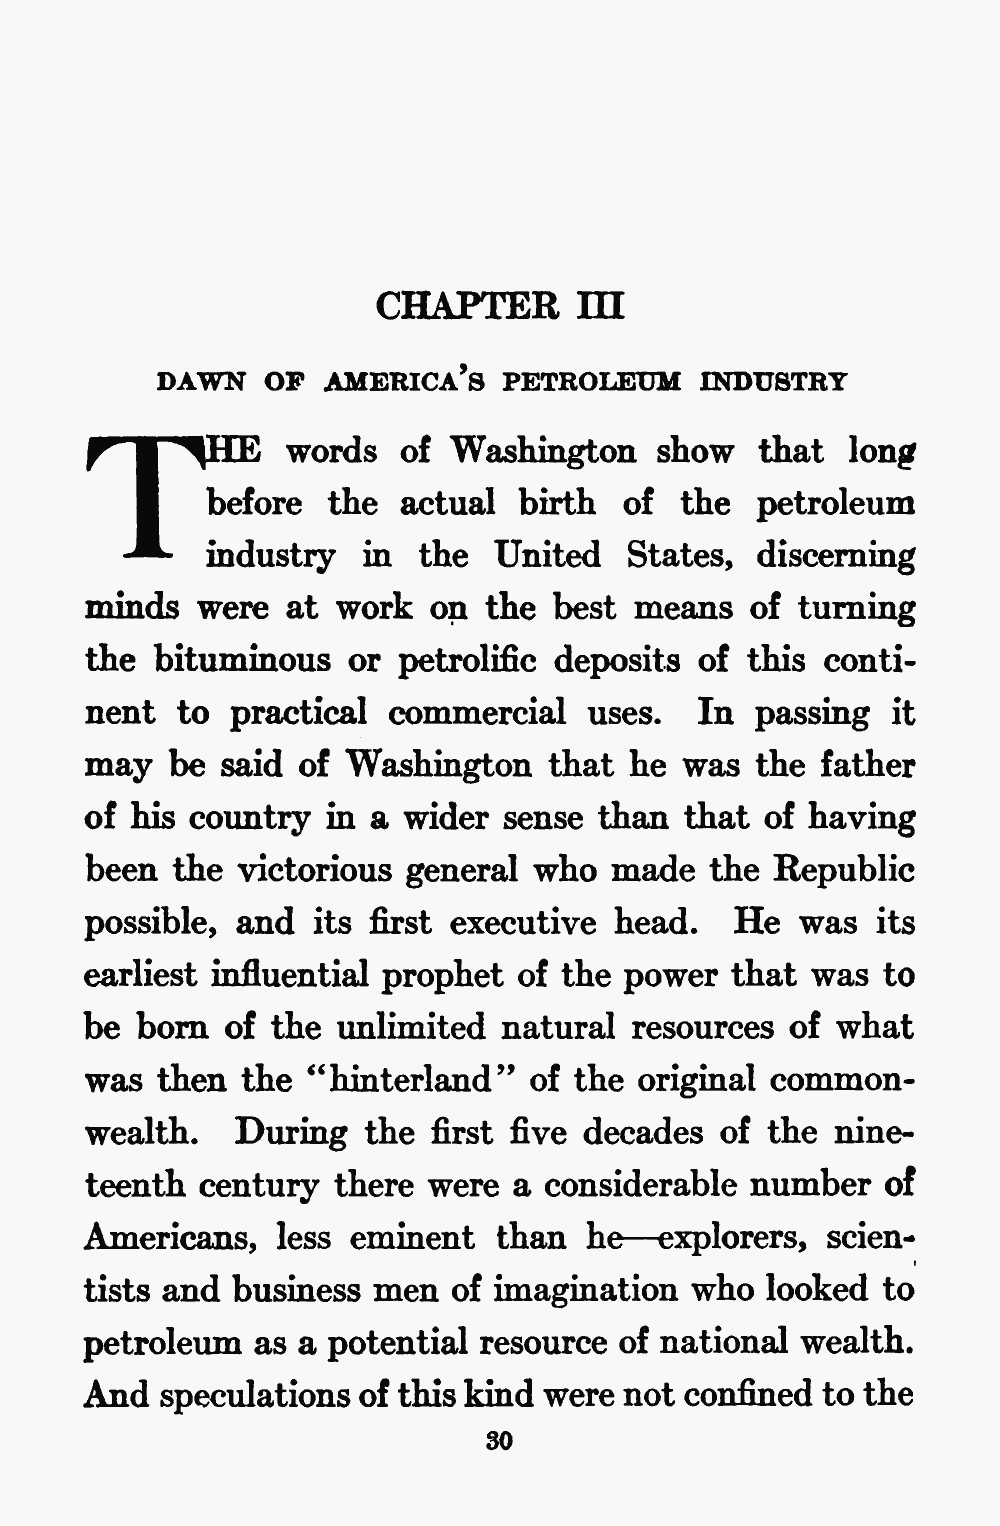 CHAPTER III
DAWN OF AMERICA'S PETROLEUM INDUSTRY
THE words of Washington show that long
before the actual birth of the petroleum
industry in the United States, discerning
minds were at work on the best means of turning
the bituminous or petrolific deposits of this conti-
nent to practical commercial uses. In passing it
may be said of Washington that he was the father
of his country in a wider sense than that of having
been the victorious general who made the Republic
possible, and its first executive head. He was its
earliest influential prophet of the power that was to
be born of the unlimited natural resources of what
was then the “hinterland” of the original common-
wealth. During the first five decades of the nine-
teenth century there were a considerable number of
Americans, less eminent than he—explorers, scien-
tists and business men of imagination who looked to
petroleum as a potential resource of national wealth.
And speculations of this kind were not confined to the
30